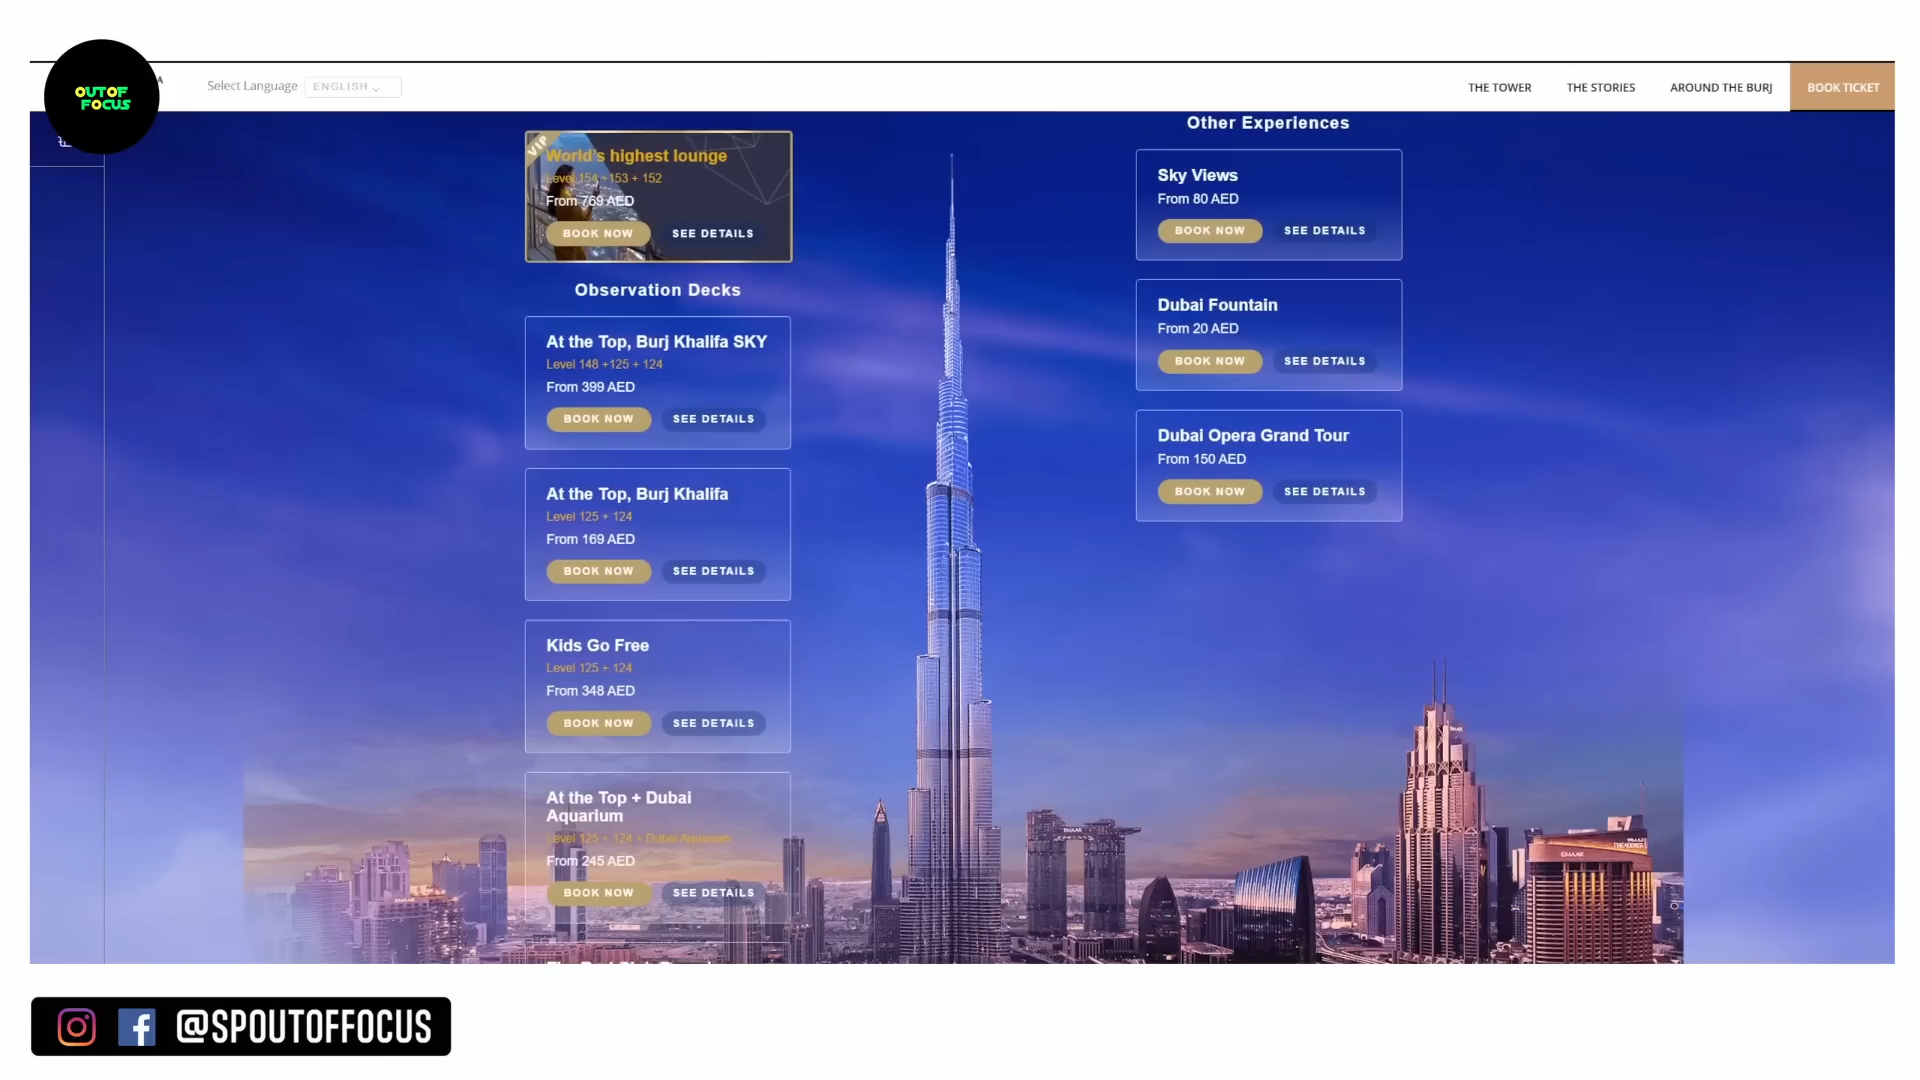 OUTOF
FOCUS
A
Select Language
ENGLISH
THE TOWER
THE STORIES
AROUND THE BURJ
BOOK TICKET
VIP
World's highest lounge
Level 154 +153 + 152
From 769 AED
BOOK NOW
SEE DETAILS
Observation Decks
At the Top, Burj Khalifa SKY
Level 148 +125 + 124
From 399 AED
BOOK NOW
SEE DETAILS
At the Top, Burj Khalifa
Level 125 + 124
From 169 AED
BOOK NOW
SEE DETAILS
Kids Go Free
Level 125 + 124
From 348 AED
BOOK NOW
SEE DETAILS
At the Top + Dubai
Aquarium
Level 125 + 124 + Dubai Aquarium
From 245 AED
BOOK NOW
SEE DETAILS
Other Experiences
Sky Views
From 80 AED
BOOK NOW
SEE DETAILS
Dubai Fountain
From 20 AED
BOOK NOW
SEE DETAILS
Dubai Opera Grand Tour
From 150 AED
BOOK NOW
SEE DETAILS
EMAAR
EMAAR
@SPOUTOFFOCUS